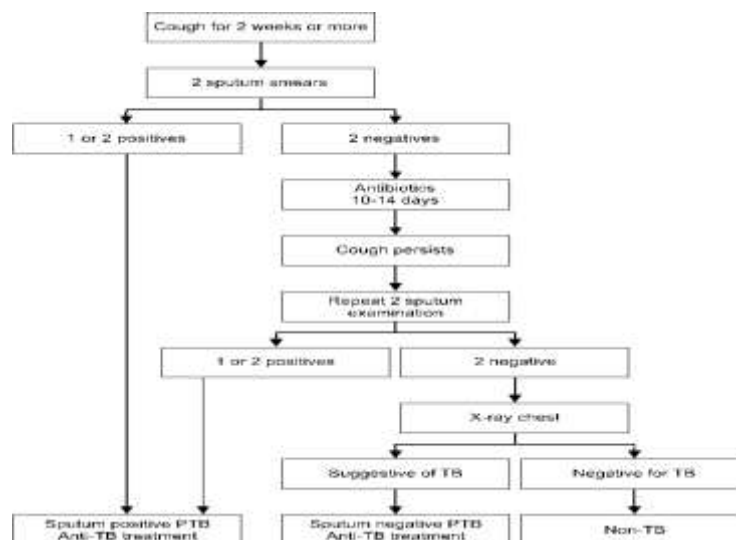 Cough for 2 weeks or more
2 sputum smears
1 or 2 positives
2 negatives
Antibiotics
10-14 days
Cough persists
Repeat 2 sputum
examination
1 or 2 positives
2 negative
X-ray chest
Suggestive of TB
Negative for TB
Sputum positive PTB
Anti-TB treatment
Sputum negative PTB
Anti-TB treatment
Non-TB